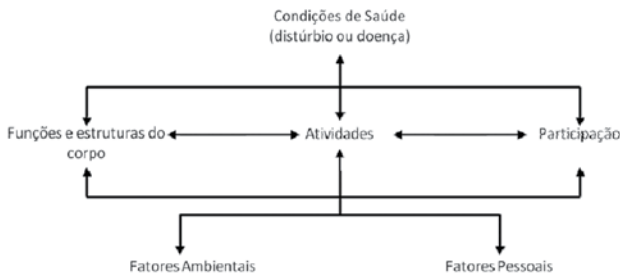 Condições de Saúde
(distúrbio ou doença)
Funções e estruturas do
corpo
Atividades
Participação
Fatores Ambientais
Fatores Pessoais